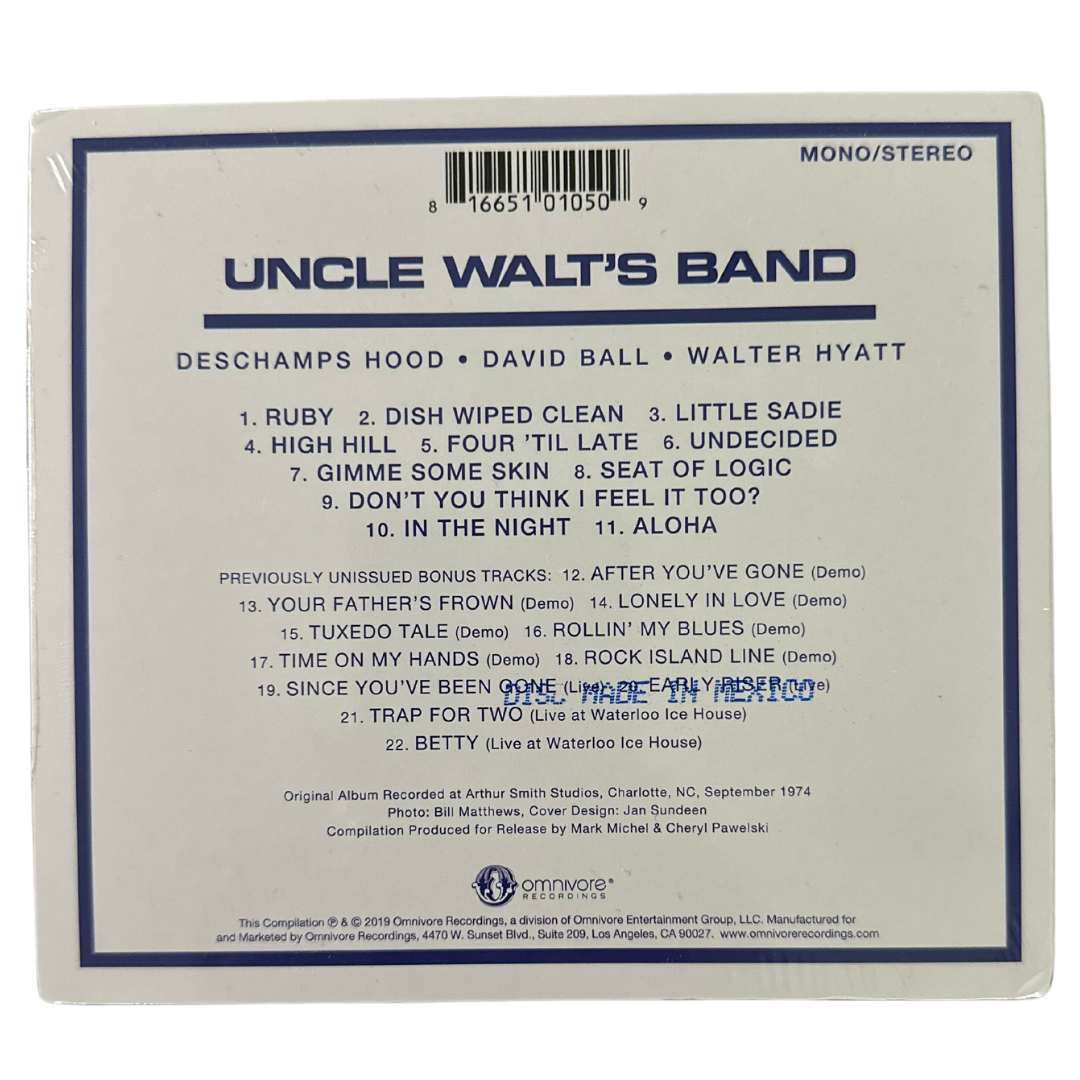 MONO/STEREO
8 16651 01050 9
UNCLE WALT'S BAND
DESCHAMPS HOOD • DAVID BALL • WALTER HYATT
1. RUBY 2. DISH WIPED CLEAN 3. LITTLE SADIE
4. HIGH HILL 5. FOUR 'TIL LATE 6. UNDECIDED
7. GIMME SOME SKIN 8. SEAT OF LOGIC
9. DON'T YOU THINK I FEEL IT TOO?
10. IN THE NIGHT 11. ALOHA
PREVIOUSLY UNISSUED BONUS TRACKS: 12. AFTER YOU'VE GONE (Demo)
13. YOUR FATHER'S FROWN (Demo) 14. LONELY IN LOVE (Demo)
15. TUXEDO TALE (Demo) 16. ROLLIN' MY BLUES (Demo)
17. TIME ON MY HANDS (Demo) 18. ROCK ISLAND LINE (Demo)
19. SINCE YOU'VE BEEN GONE (Live) 20. EARLY RISER (Live)
DISC MADE IN MEXICO
21. TRAP FOR TWO (Live at Waterloo Ice House)
22. BETTY (Live at Waterloo Ice House)
Original Album Recorded at Arthur Smith Studios, Charlotte, NC, September 1974
Photo: Bill Matthews, Cover Design: Jan Sundeen
Compilation Produced for Release by Mark Michel & Cheryl Pawelski
omnivore®
RECORDINGS
This Compilation ℗ & © 2019 Omnivore Recordings, a division of Omnivore Entertainment Group, LLC. Manufactured for
and Marketed by Omnivore Recordings, 4470 W. Sunset Blvd., Suite 209, Los Angeles, CA 90027. www.omnivorerecordings.com